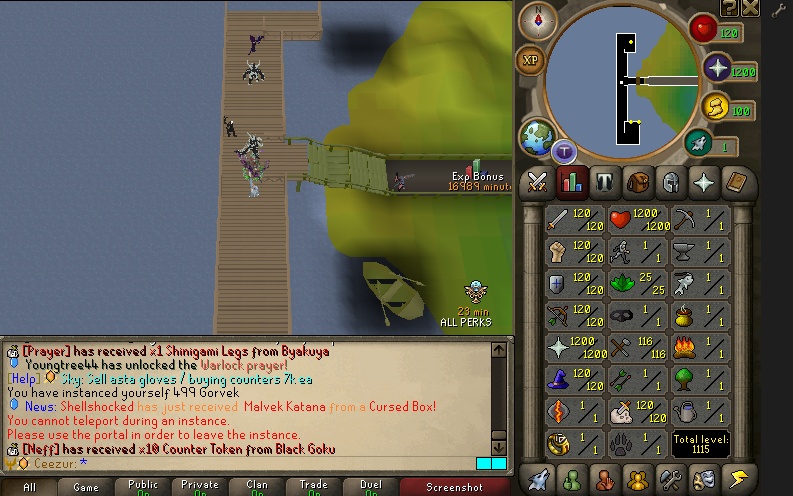 N
120
XP
1200
100
T
1
Exp Bonus
16989 minut
23 min
ALL PERKS
120/120 1200/1200 1/1
120/120 1/1 1/1
120/120 25/25 1/1
120/120 1/1 1/1
1200/1200 116/116 1/1
120/120 1/1 1/1
1/1 120/120 1/1
1/1 1/1 Total level: 1115
[Prayer] has received x1 Shinigami Legs from Byakuya
Youngtree44 has unlocked the Warlock prayer!
[Help] Sky: Sell asta gloves / buying counters 7k ea
You have instanced yourself 499 Gorvek
News: Shellshocked has just received Malvek Katana from a Cursed Box!
You cannot teleport during an instance.
Please use the portal in order to leave the instance.
[Neff] has received x10 Counter Token from Black Goku
Ceezur: *
All Game Public Private Clan Trade Duel Screenshot
On On On On On